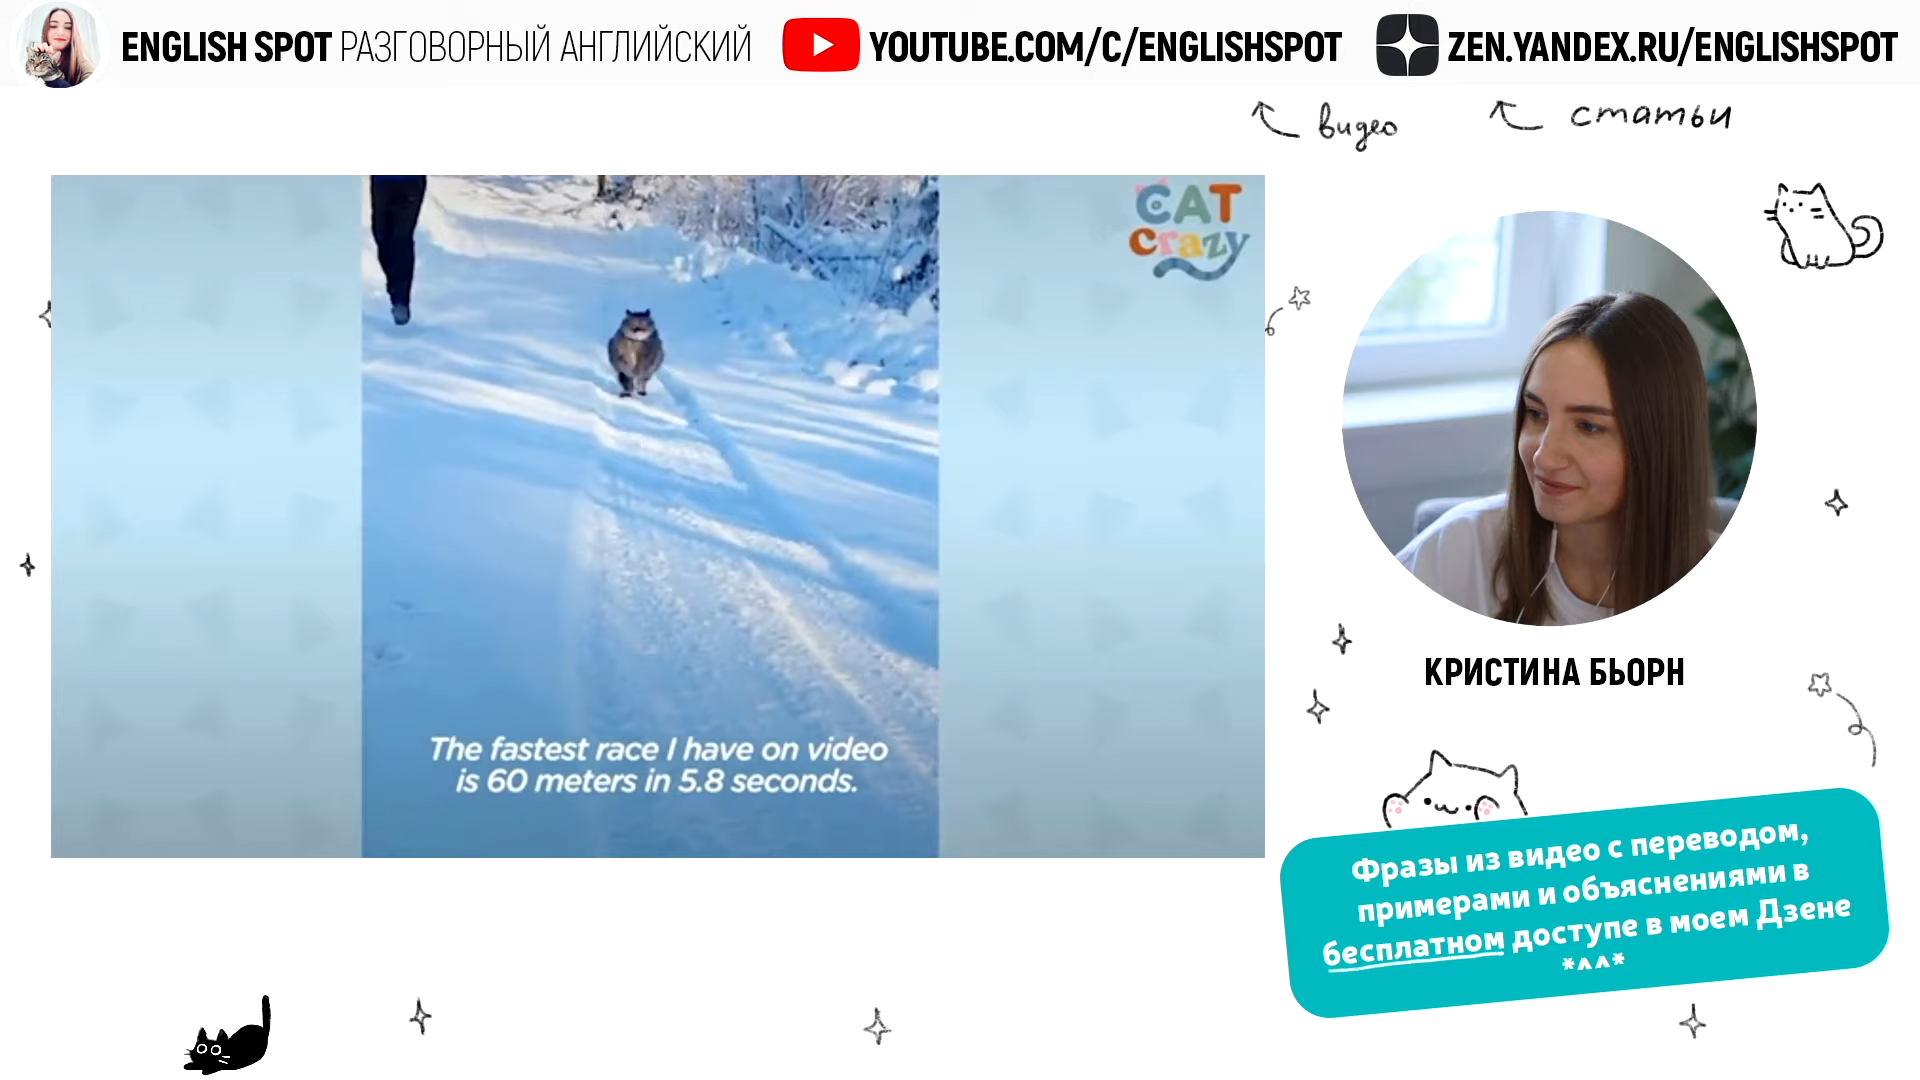 ENGLISH SPOT РАЗГОВОРНЫЙ АНГЛИЙСКИЙ
YOUTUBE.COM/C/ENGLISHSPOT
ZEN.YANDEX.RU/ENGLISHSPOT
видео
статьи
CAT
crazy
The fastest race I have on video
is 60 meters in 5.8 seconds.
КРИСТИНА БЬОРН
Фразы из видео с переводом,
примерами и объяснениями в
бесплатном доступе в моем Дзене
*^^*